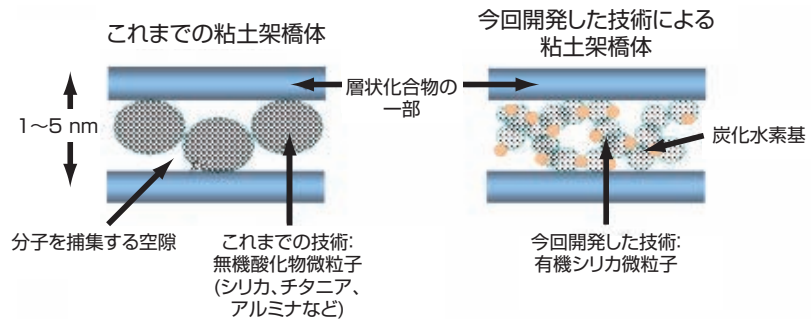 これまでの粘土架橋体
今回開発した技術による
粘土架橋体
層状化合物の
一部
1～5 nm
炭化水素基
分子を捕集する空隙
これまでの技術:
無機酸化物微粒子
(シリカ、チタニア、
アルミナなど)
今回開発した技術:
有機シリカ微粒子